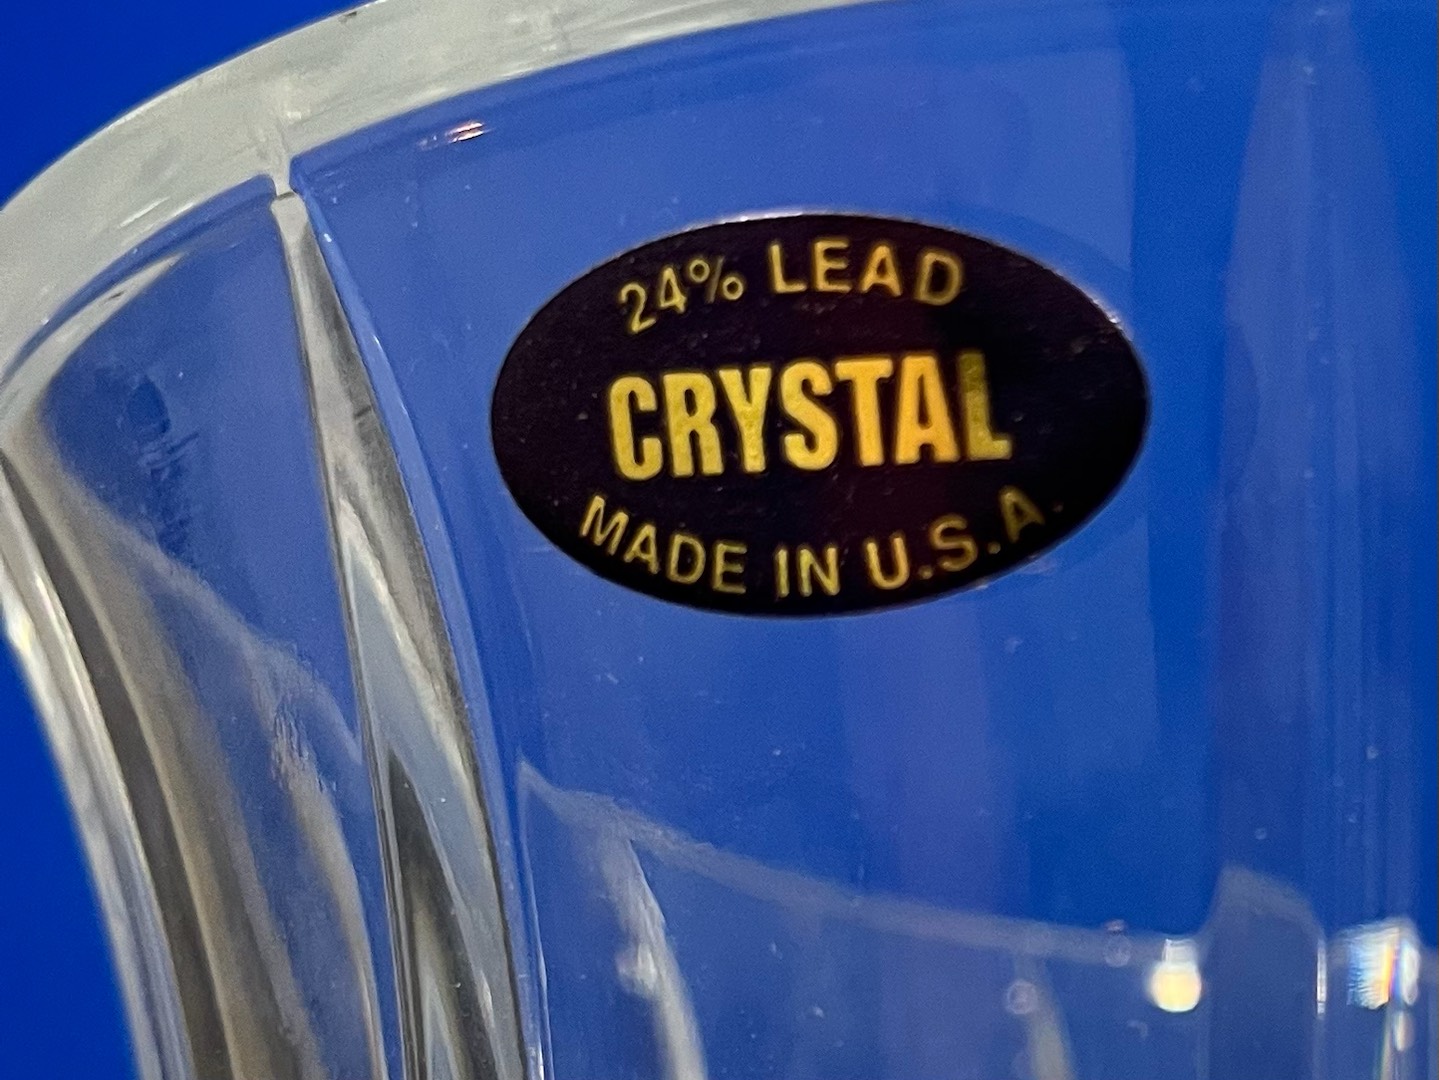 24% LEAD
CRYSTAL
MADE IN U.S.A.